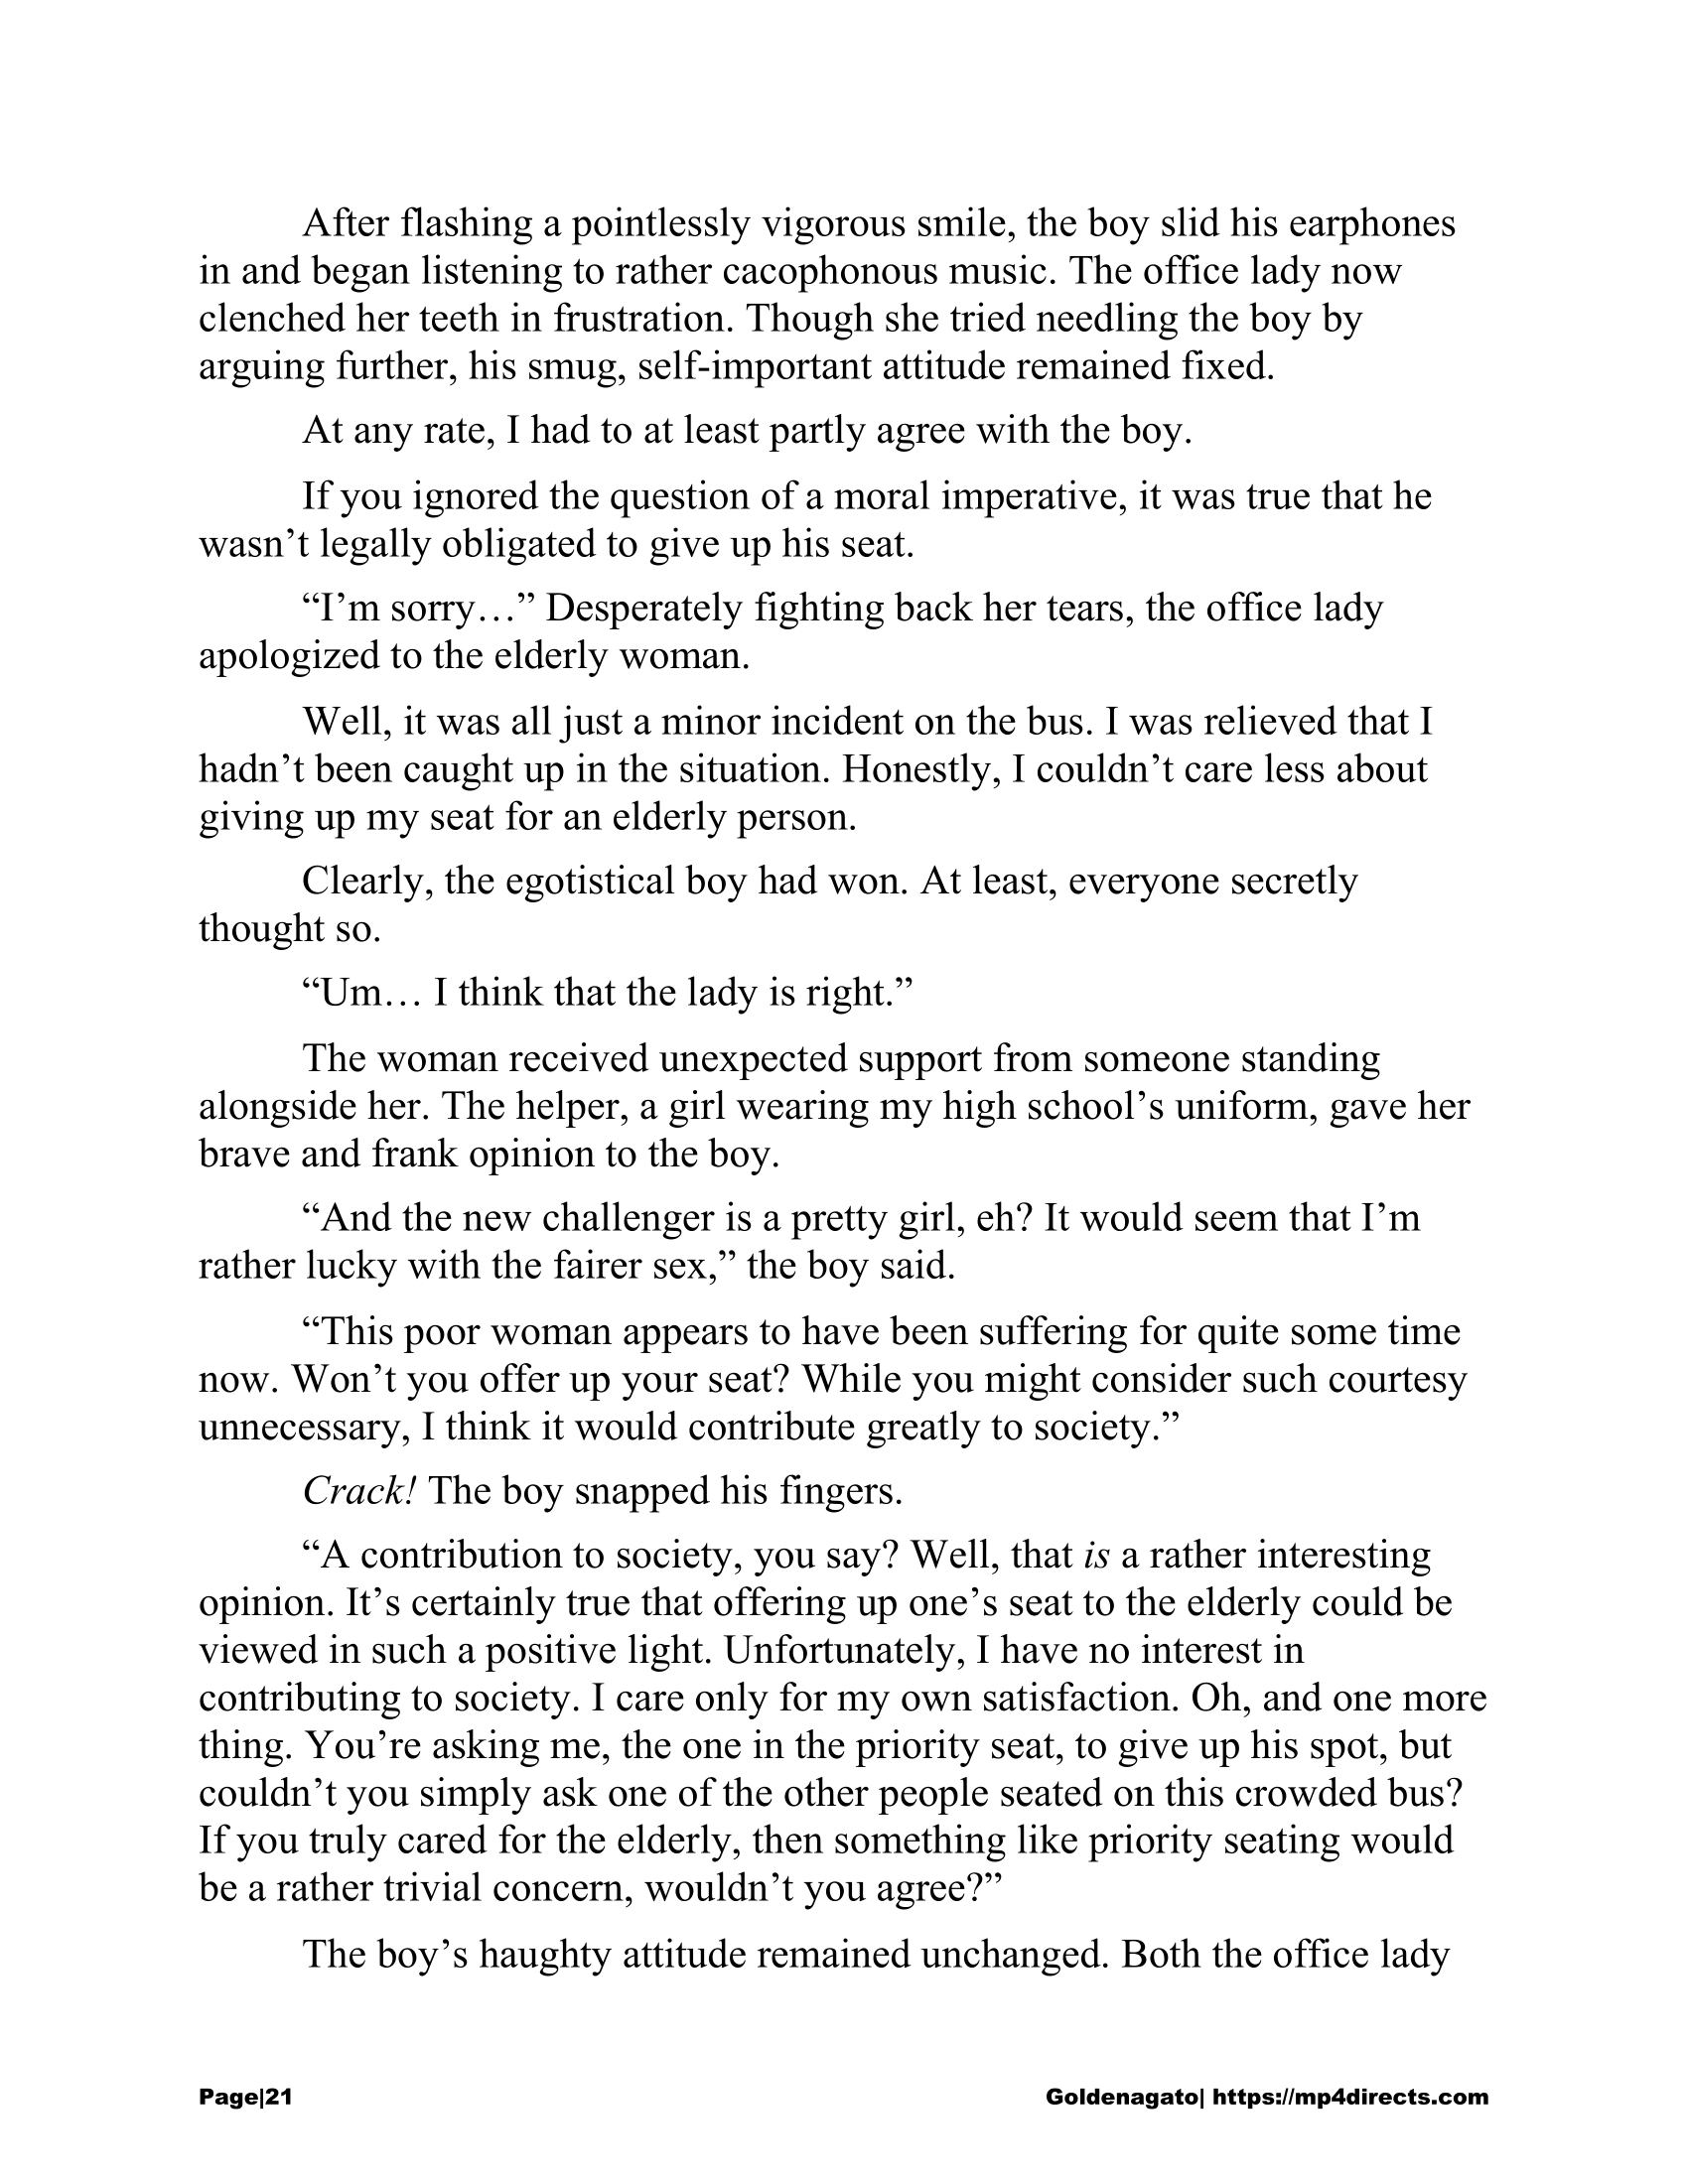 After flashing a pointlessly vigorous smile, the boy slid his earphones
in and began listening to rather cacophonous music. The office lady now
clenched her teeth in frustration. Though she tried needling the boy by
arguing further, his smug, self-important attitude remained fixed.
At any rate, I had to at least partly agree with the boy.
If you ignored the question of a moral imperative, it was true that he
wasn’t legally obligated to give up his seat.
“I’m sorry…” Desperately fighting back her tears, the office lady
apologized to the elderly woman.
Well, it was all just a minor incident on the bus. I was relieved that I
hadn’t been caught up in the situation. Honestly, I couldn’t care less about
giving up my seat for an elderly person.
Clearly, the egotistical boy had won. At least, everyone secretly
thought so.
“Um… I think that the lady is right.”
The woman received unexpected support from someone standing
alongside her. The helper, a girl wearing my high school’s uniform, gave her
brave and frank opinion to the boy.
“And the new challenger is a pretty girl, eh? It would seem that I’m
rather lucky with the fairer sex,” the boy said.
“This poor woman appears to have been suffering for quite some time
now. Won’t you offer up your seat? While you might consider such courtesy
unnecessary, I think it would contribute greatly to society.”
Crack! The boy snapped his fingers.
“A contribution to society, you say? Well, that is a rather interesting
opinion. It’s certainly true that offering up one’s seat to the elderly could be
viewed in such a positive light. Unfortunately, I have no interest in
contributing to society. I care only for my own satisfaction. Oh, and one more
thing. You’re asking me, the one in the priority seat, to give up his spot, but
couldn’t you simply ask one of the other people seated on this crowded bus?
If you truly cared for the elderly, then something like priority seating would
be a rather trivial concern, wouldn’t you agree?”
The boy’s haughty attitude remained unchanged. Both the office lady
Page|21 Goldenagato| https://mp4directs.com